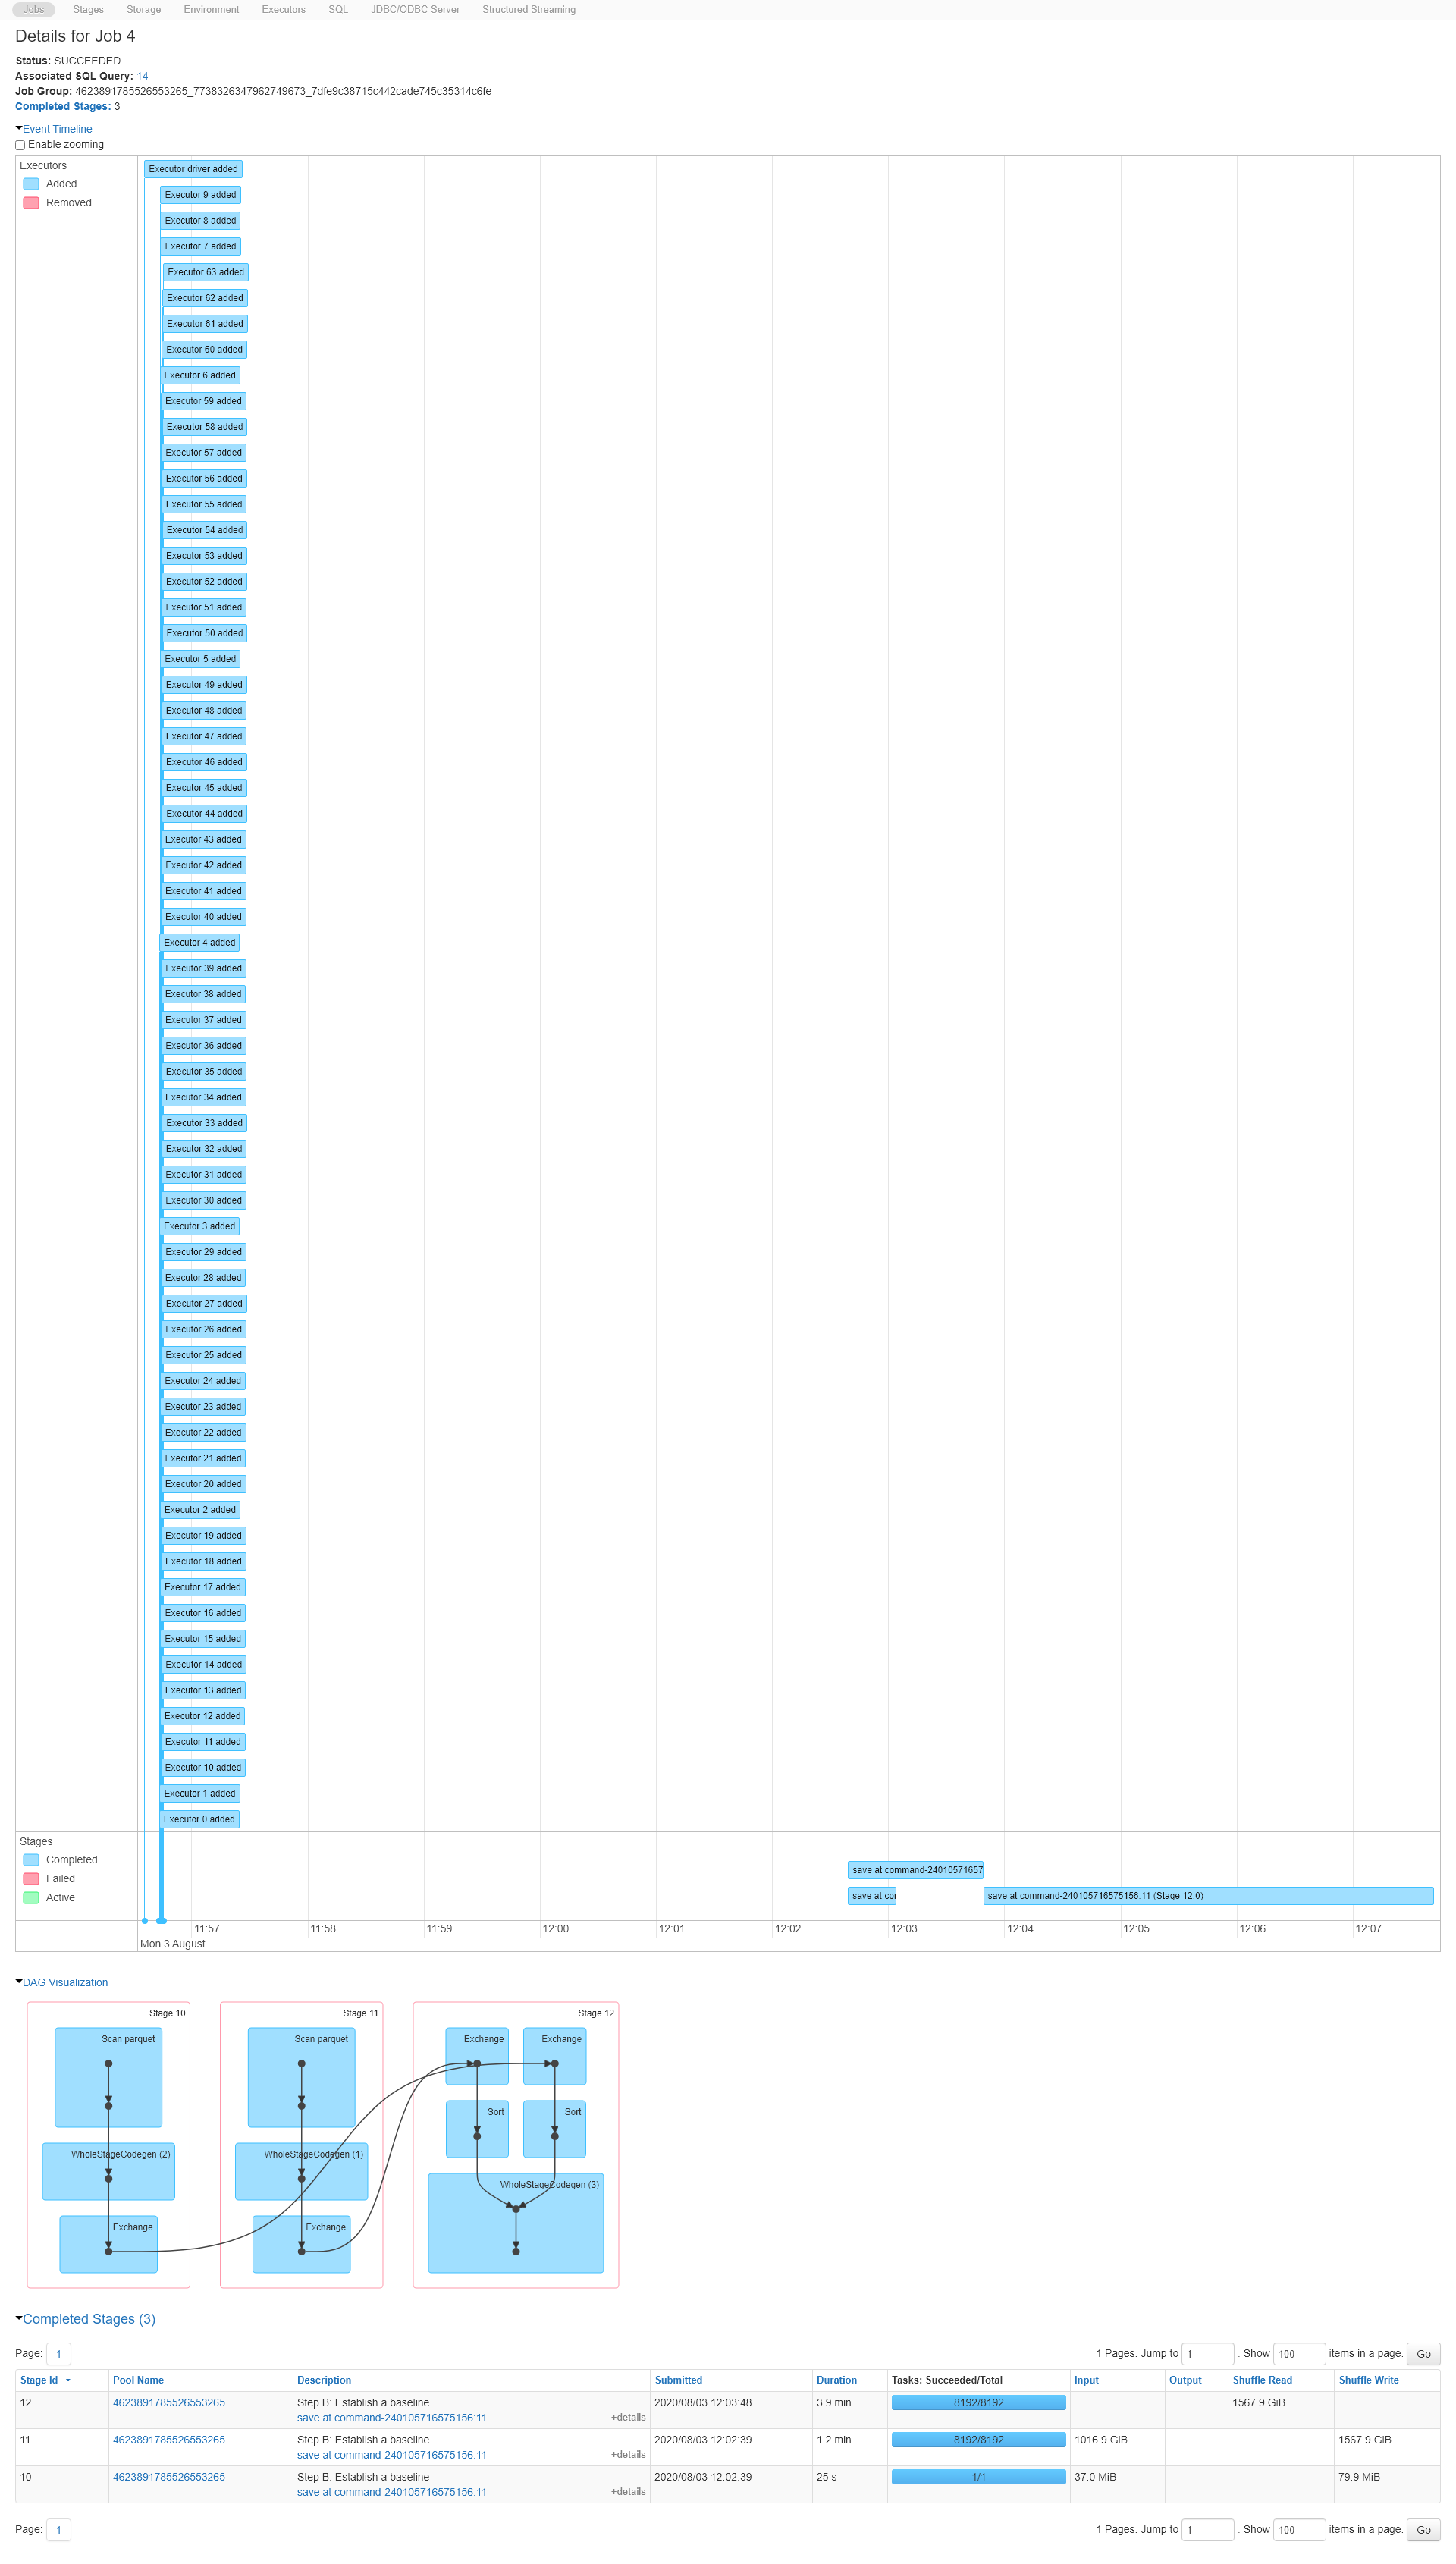 Jobs Stages Storage Environment Executors SQL JDBC/ODBC Server Structured Streaming
Details for Job 4
Status: SUCCEEDED
Associated SQL Query: 14
Job Group: 4623891785526553265_7738326347962749673_7dfe9c38715c442cade745c35314c6fe
Completed Stages: 3
Event Timeline
Enable zooming
Executors
Added
Removed
Executor driver added
Executor 9 added
Executor 8 added
Executor 7 added
Executor 63 added
Executor 62 added
Executor 61 added
Executor 60 added
Executor 6 added
Executor 59 added
Executor 58 added
Executor 57 added
Executor 56 added
Executor 55 added
Executor 54 added
Executor 53 added
Executor 52 added
Executor 51 added
Executor 50 added
Executor 5 added
Executor 49 added
Executor 48 added
Executor 47 added
Executor 46 added
Executor 45 added
Executor 44 added
Executor 43 added
Executor 42 added
Executor 41 added
Executor 40 added
Executor 4 added
Executor 39 added
Executor 38 added
Executor 37 added
Executor 36 added
Executor 35 added
Executor 34 added
Executor 33 added
Executor 32 added
Executor 31 added
Executor 30 added
Executor 3 added
Executor 29 added
Executor 28 added
Executor 27 added
Executor 26 added
Executor 25 added
Executor 24 added
Executor 23 added
Executor 22 added
Executor 21 added
Executor 20 added
Executor 2 added
Executor 19 added
Executor 18 added
Executor 17 added
Executor 16 added
Executor 15 added
Executor 14 added
Executor 13 added
Executor 12 added
Executor 11 added
Executor 10 added
Executor 1 added
Executor 0 added
Stages
Completed
Failed
Active
save at command-24010571657
save at co
save at command-240105716575156:11 (Stage 12.0)
11:57 11:58 11:59 12:00 12:01 12:02 12:03 12:04 12:05 12:06 12:07
Mon 3 August
DAG Visualization
Stage 10 Stage 11 Stage 12
Scan parquet Scan parquet Exchange Exchange
Sort Sort
WholeStageCodegen (2) WholeStageCodegen (1) WholeStageCodegen (3)
Exchange Exchange
Completed Stages (3)
Page: 1 1 Pages. Jump to 1 . Show 100 items in a page. Go
Stage Id Pool Name Description Submitted Duration Tasks: Succeeded/Total Input Output Shuffle Read Shuffle Write
12 4623891785526553265 Step B: Establish a baseline 2020/08/03 12:03:48 3.9 min 8192/8192 1567.9 GiB
save at command-240105716575156:11 +details
11 4623891785526553265 Step B: Establish a baseline 2020/08/03 12:02:39 1.2 min 8192/8192 1016.9 GiB 1567.9 GiB
save at command-240105716575156:11 +details
10 4623891785526553265 Step B: Establish a baseline 2020/08/03 12:02:39 25 s 1/1 37.0 MiB 79.9 MiB
save at command-240105716575156:11 +details
Page: 1 1 Pages. Jump to 1 . Show 100 items in a page. Go